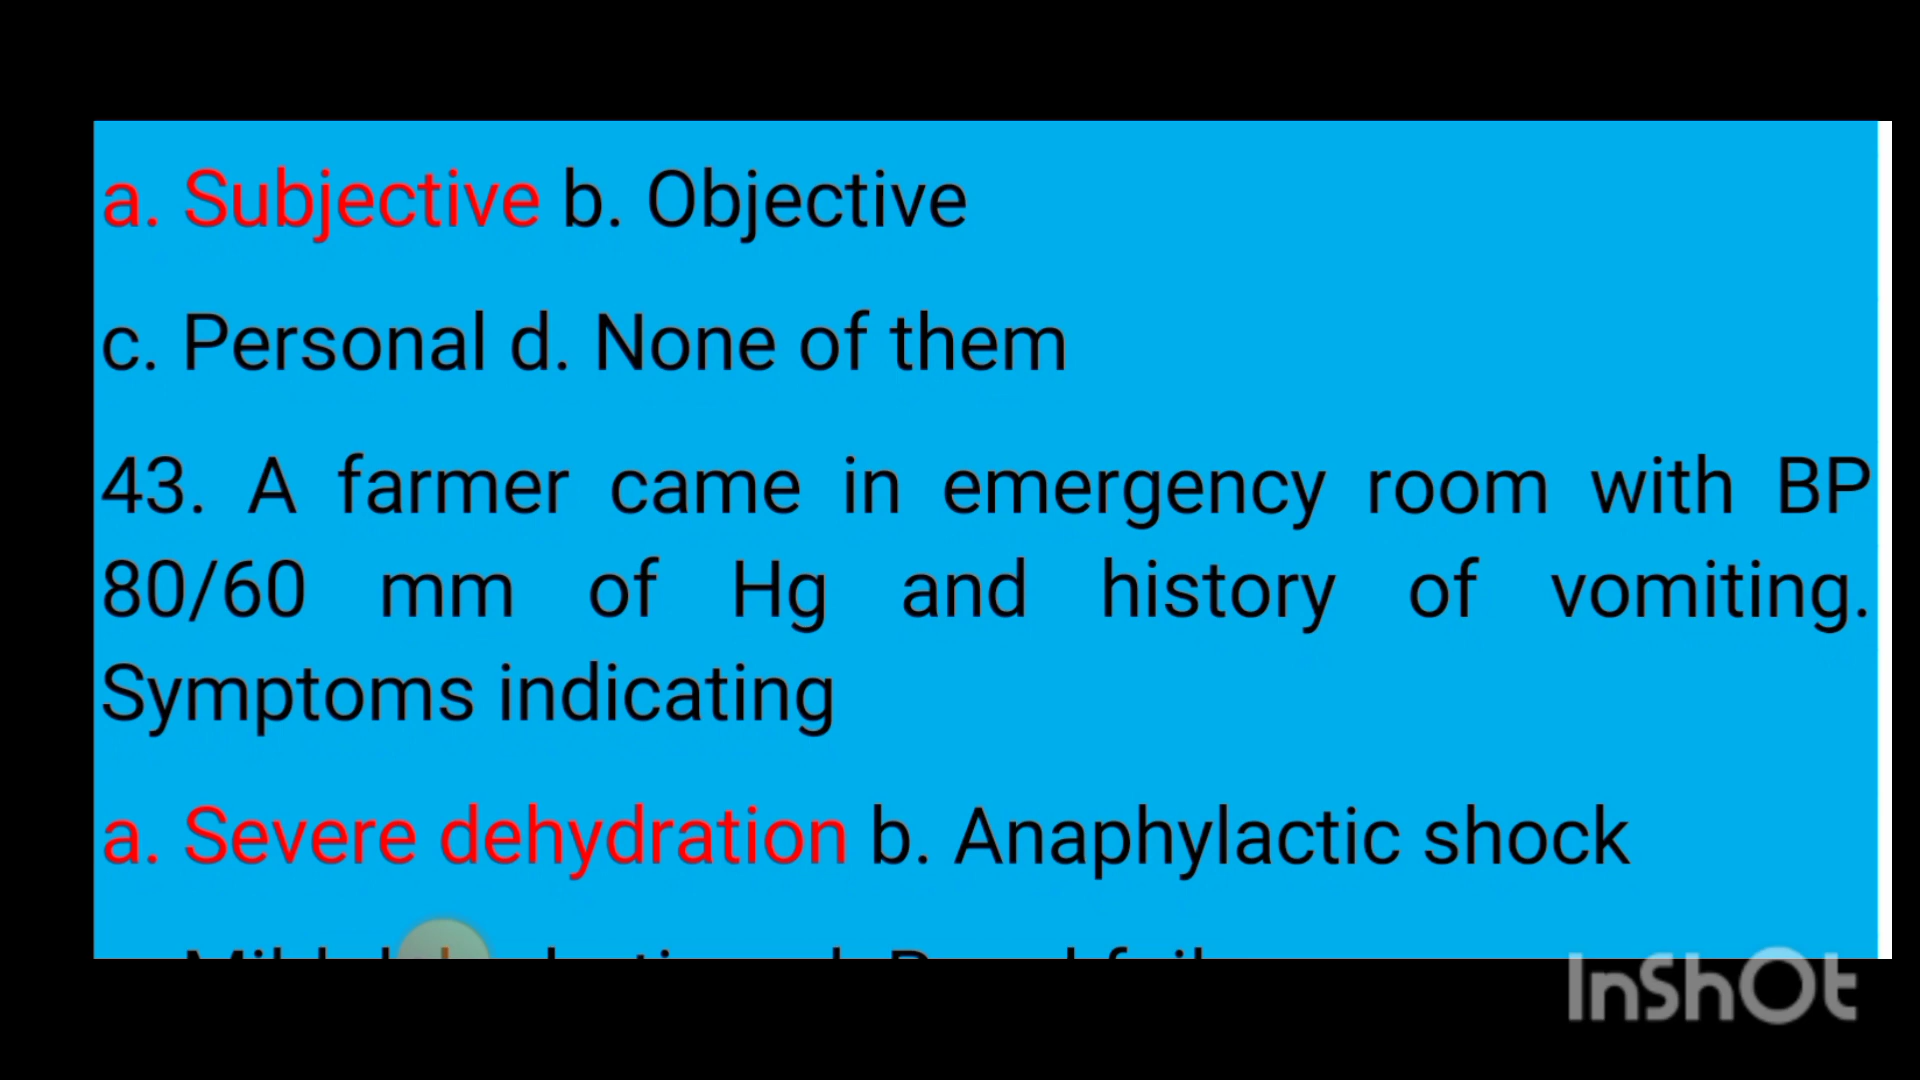 a. Subjective b. Objective
c. Personal d. None of them
43. A farmer came in emergency room with BP
80/60 mm of Hg and history of vomiting.
Symptoms indicating
a. Severe dehydration b. Anaphylactic shock
InShOt